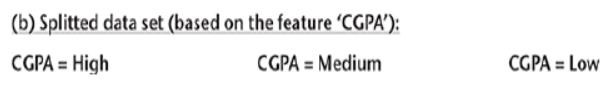 (b) Splitted data set (based on the feature ‘CGPA’):
CGPA = High CGPA = Medium CGPA = Low